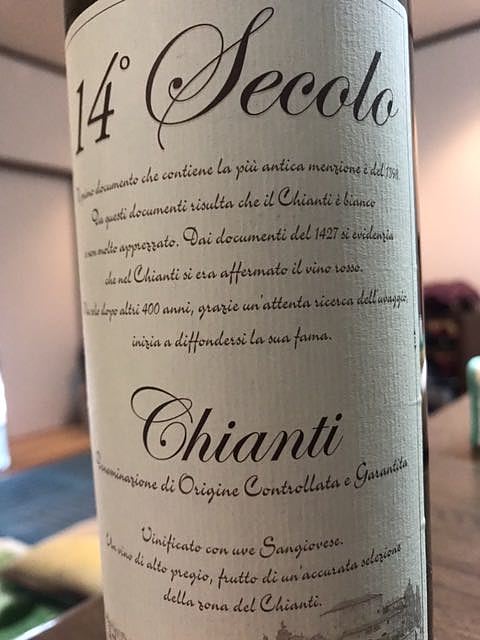 14° Secolo
primo documento che contiene la più antica menzione è del 1398.
Da questi documenti risulta che il Chianti è bianco
e non molto apprezzato. Dai documenti del 1427 si evidenzia
che nel Chianti si era affermato il vino rosso.
solo dopo altri 400 anni, grazie un'attenta ricerca dell'uvaggio,
inizia a diffondersi la sua fama.
Chianti
Denominazione di Origine Controllata e Garantita
Vinificato con uve Sangiovese.
Un vino di alto pregio, frutto di un'accurata selezione
della zona del Chianti.